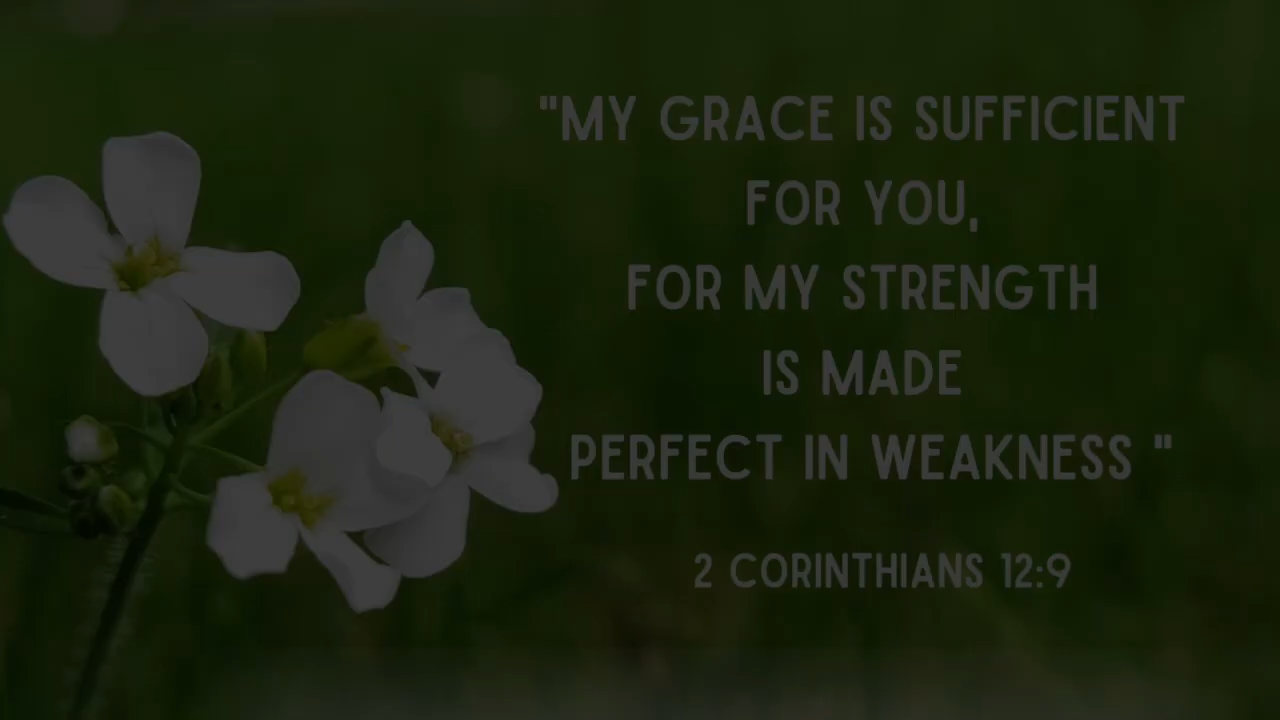 "MY GRACE IS SUFFICIENT
FOR YOU,
FOR MY STRENGTH
IS MADE
PERFECT IN WEAKNESS "
2 CORINTHIANS 12:9